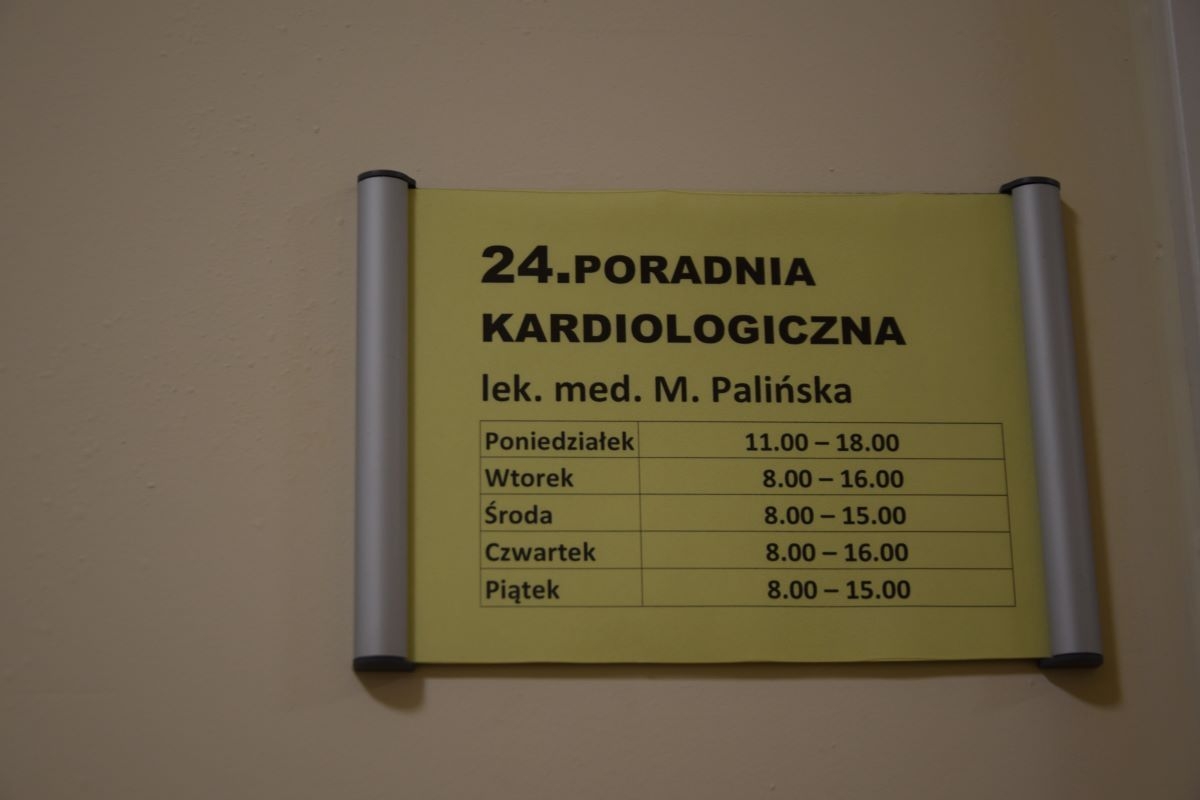 24.PORADNIA
KARDIOLOGICZNA
lek. med. M. Palińska
Poniedziałek 11.00 – 18.00
Wtorek 8.00 – 16.00
Środa 8.00 – 15.00
Czwartek 8.00 – 16.00
Piątek 8.00 – 15.00